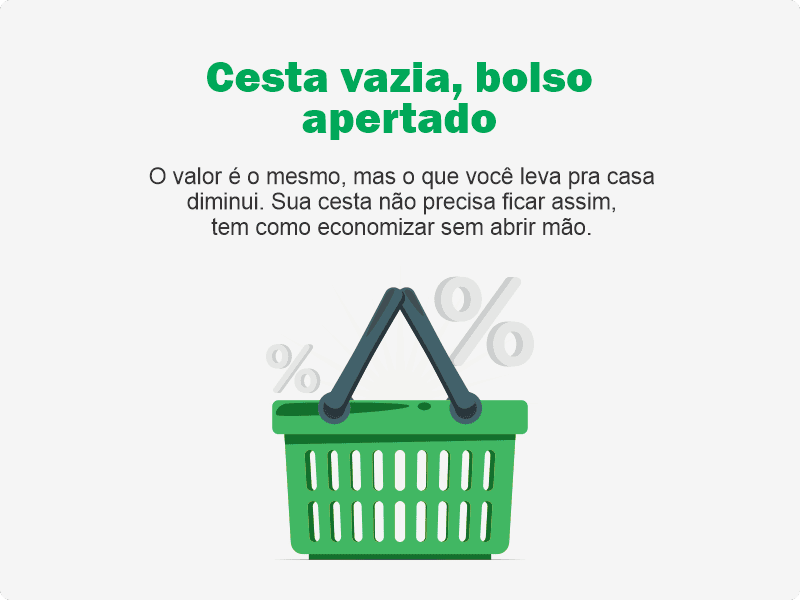 Cesta vazia, bolso
apertado
O valor é o mesmo, mas o que você leva pra casa
diminui. Sua cesta não precisa ficar assim,
tem como economizar sem abrir mão.
%
%